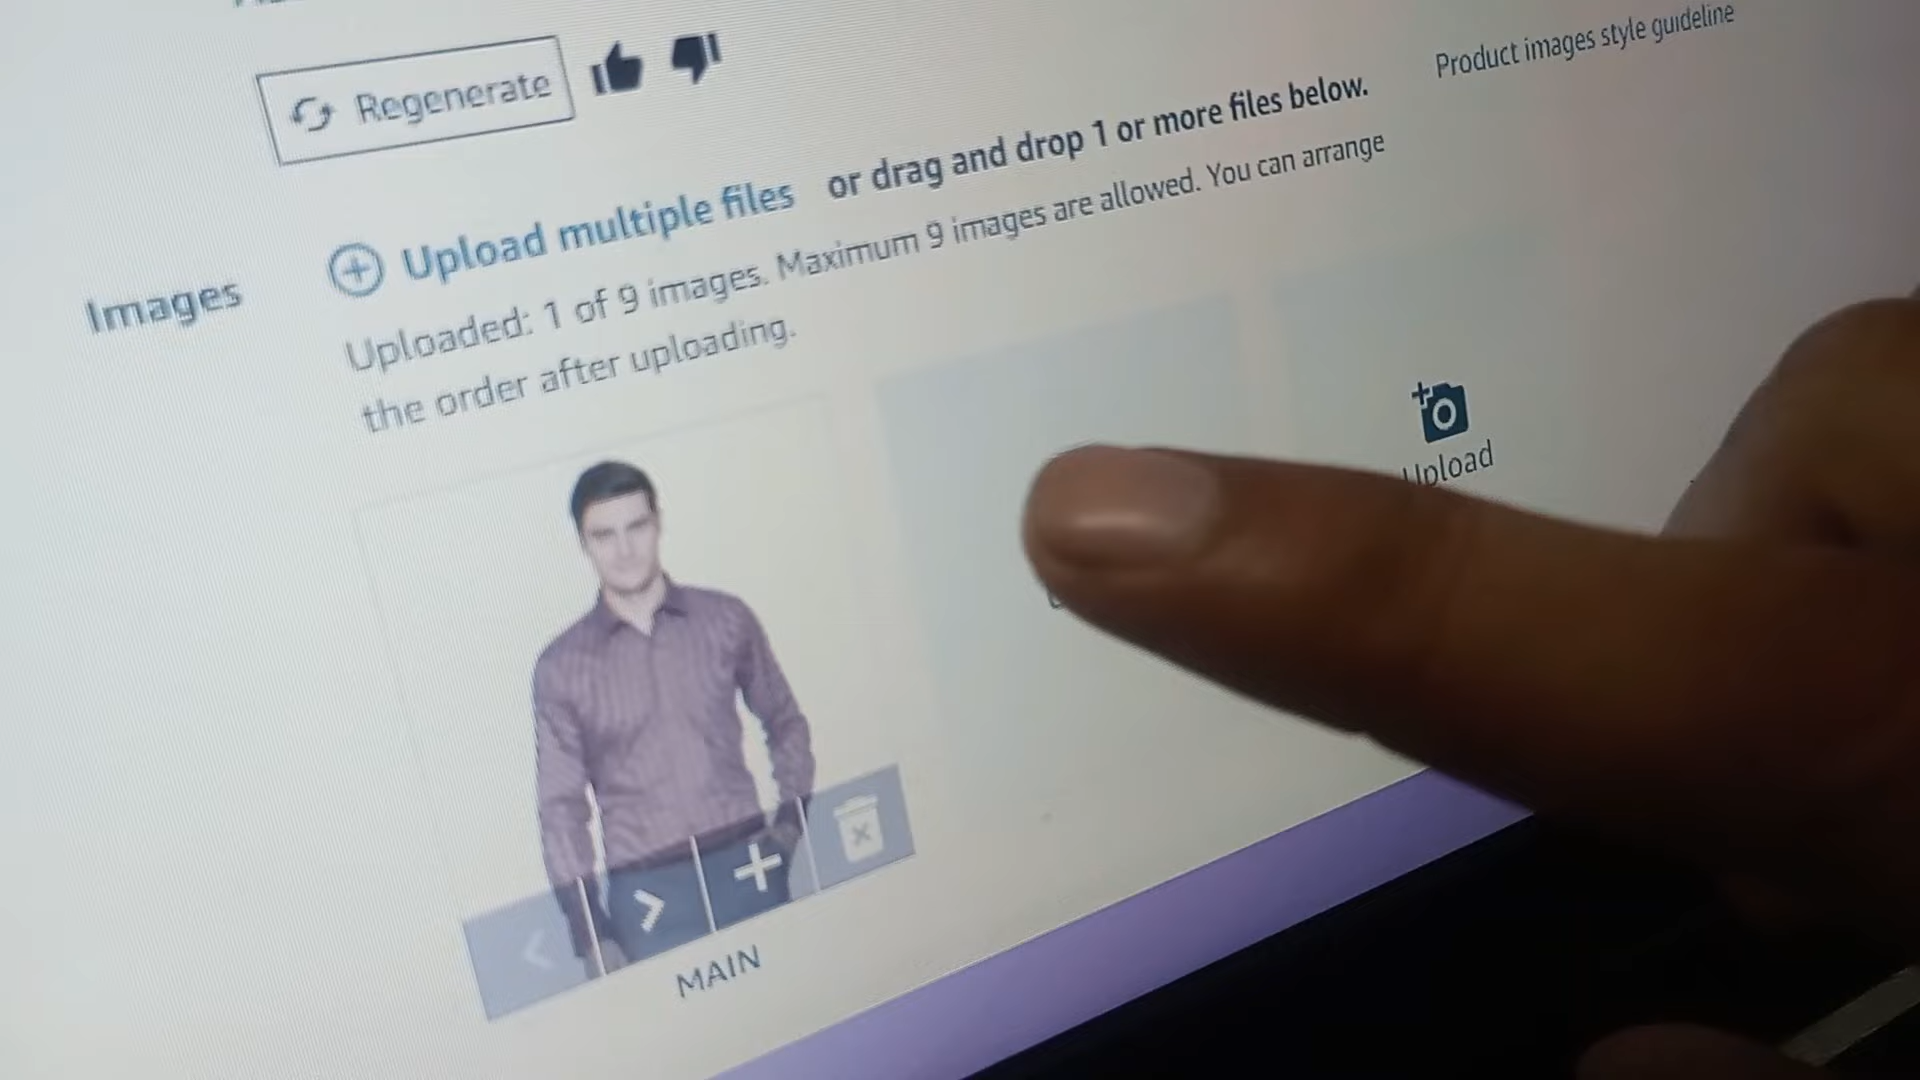 Regenerate
Product images style guideline
Images
Upload multiple files or drag and drop 1 or more files below.
Uploaded: 1 of 9 images. Maximum 9 images are allowed. You can arrange
the order after uploading.
Upload
MAIN